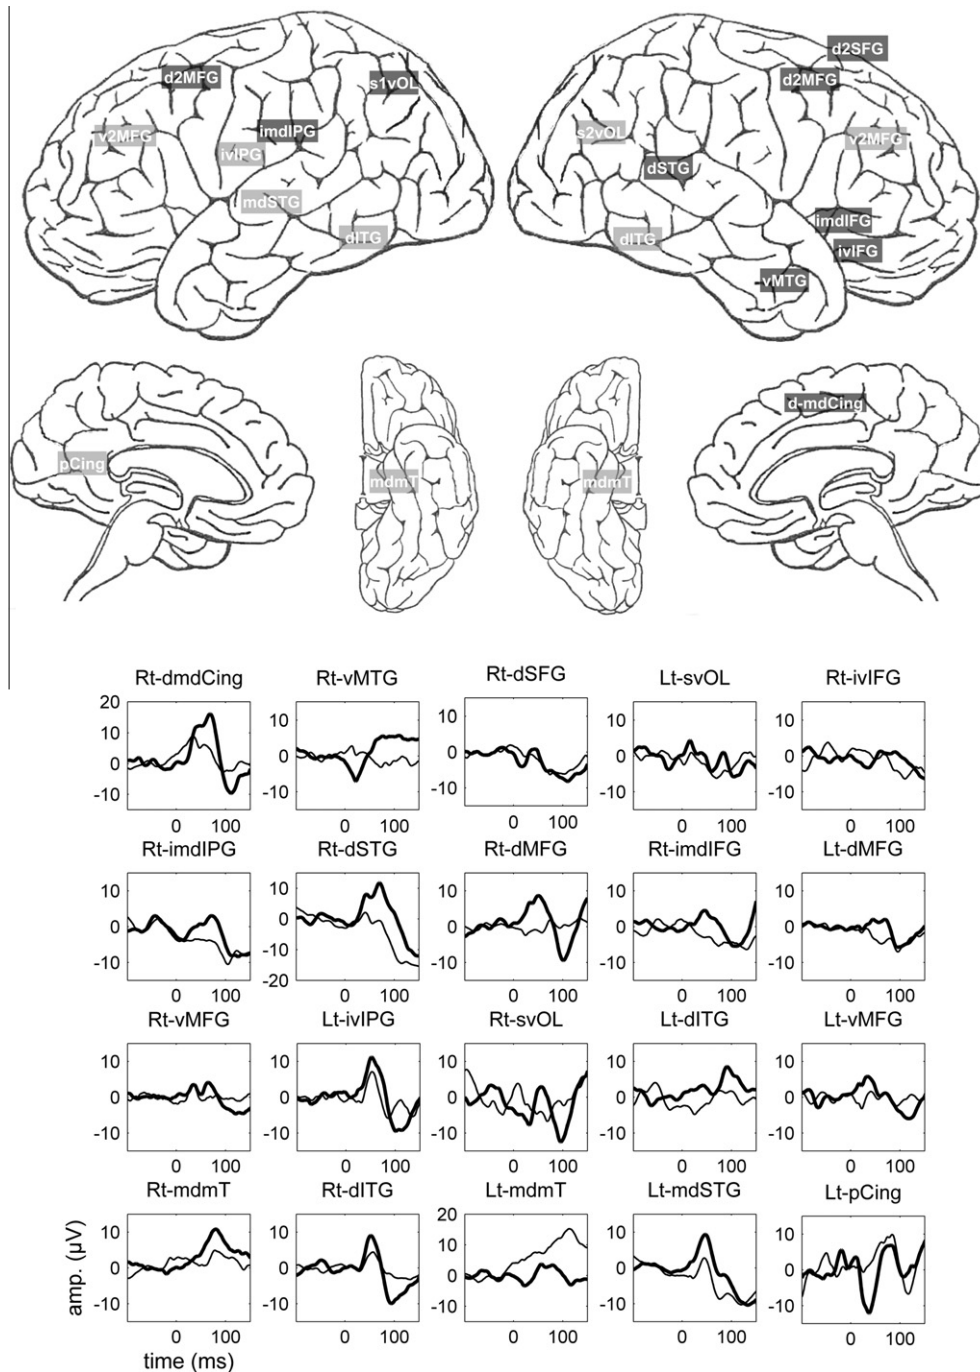 d2SFG
d2MFG s1vOL d2MFG
v2MFG imdIPG s2vOL v2MFG
ivIPG dSTG
mdSTG imdIFG
dITG dITG ivIFG
vMTG
d-mdCing
pCing mdmT mdmT
Rt-dmdCing Rt-vMTG Rt-dSFG Lt-svOL Rt-ivIFG
20
10 10 10 10 10
0 0 0 0 0
-10 -10 -10 -10 -10
0 100 0 100 0 100 0 100 0 100
Rt-imdIPG Rt-dSTG Rt-dMFG Rt-imdIFG Lt-dMFG
10 10 10 10 10
0 0 0 0 0
-10 -10 -10 -10 -10
-20
0 100 0 100 0 100 0 100 0 100
Rt-vMFG Lt-ivIPG Rt-svOL Lt-dITG Lt-vMFG
10 10 10 10 10
0 0 0 0 0
-10 -10 -10 -10 -10
0 100 0 100 0 100 0 100 0 100
Rt-mdmT Rt-dITG Lt-mdmT Lt-mdSTG Lt-pCing
20
10 10 10 10 10
0 0 0 0 0
-10 -10 -10 -10 -10
amp. (µV)
0 100 0 100 0 100 0 100 0 100
time (ms)